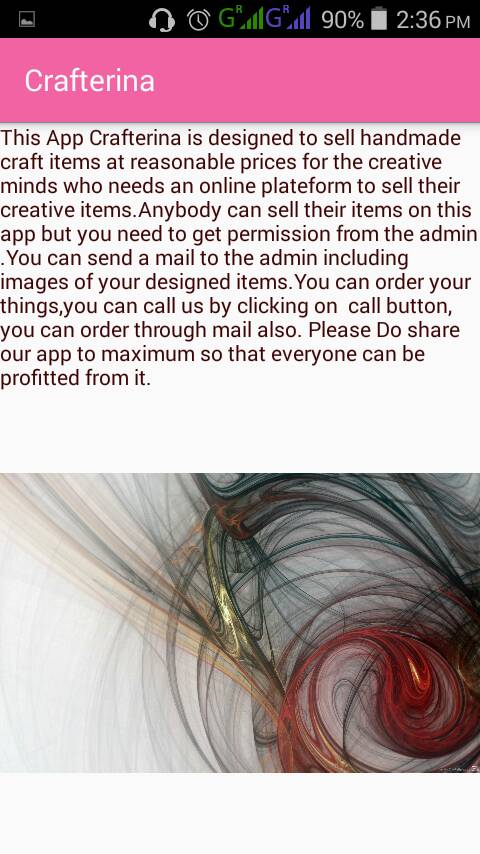 G R G R 90% 2:36 PM
Crafterina
This App Crafterina is designed to sell handmade
craft items at reasonable prices for the creative
minds who needs an online plateform to sell their
creative items.Anybody can sell their items on this
app but you need to get permission from the admin
.You can send a mail to the admin including
images of your designed items.You can order your
things,you can call us by clicking on  call button,
you can order through mail also. Please Do share
our app to maximum so that everyone can be
profitted from it.